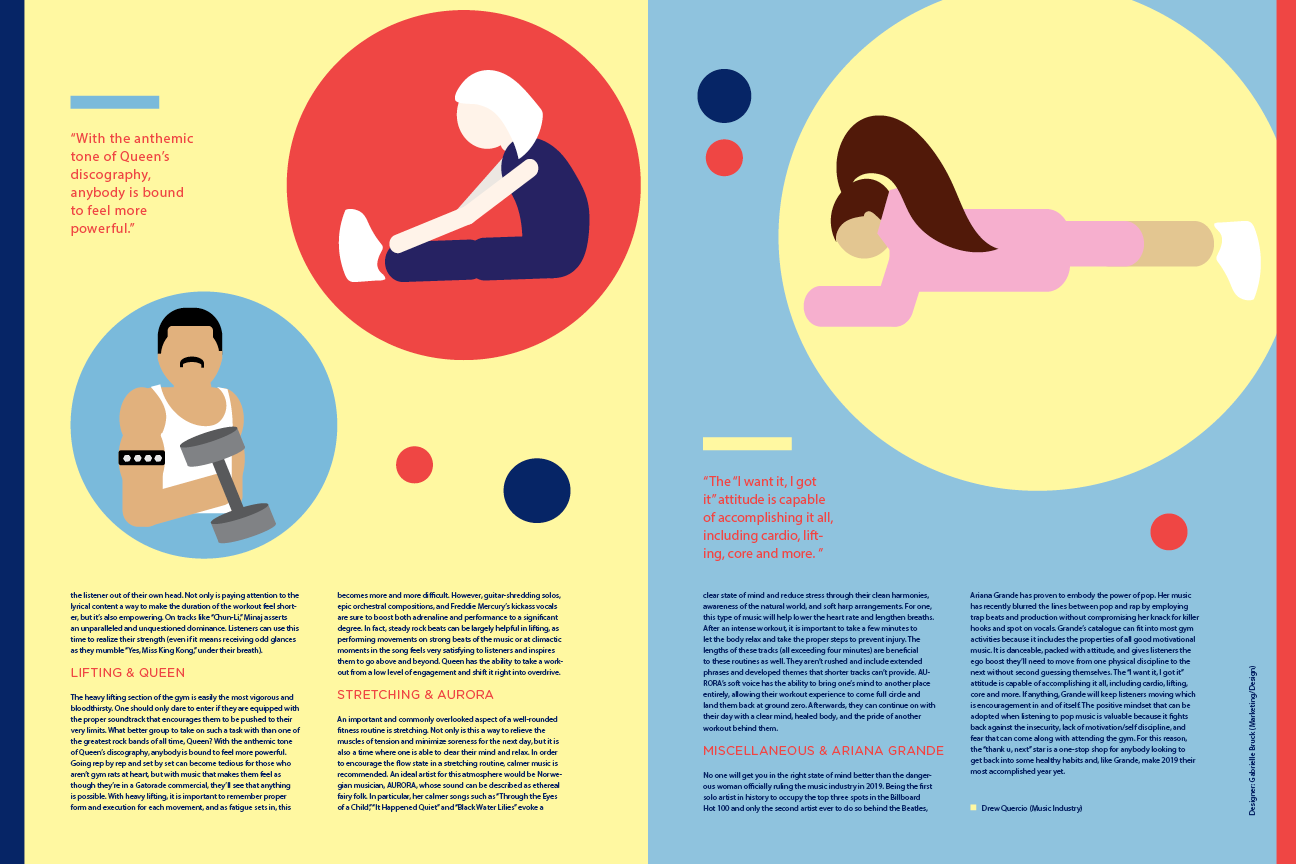 "With the anthemic
tone of Queen's
discography,
anybody is bound
to feel more
powerful."
the listener out of their own head. Not only is paying attention to the
lyrical content a way to make the duration of the workout feel short-
er, but it's also empowering. On tracks like "Chun-Li," Minaj asserts
an unparalleled and unquestioned dominance. Listeners can use this
time to realize their strength (even if it means receiving odd glances
as they mumble "Yes, Miss King Kong," under their breath).
LIFTING & QUEEN
The heavy lifting section of the gym is easily the most vigorous and
bloodthirsty. One should only dare to enter if they are equipped with
the proper soundtrack that encourages them to be pushed to their
very limits. What better group to take on such a task with than one of
the greatest rock bands of all time, Queen? With the anthemic tone
of Queen's discography, anybody is bound to feel more powerful.
Going rep by rep and set by set can become tedious for those who
aren't gym rats at heart, but with music that makes them feel as
though they're in a Gatorade commercial, they'll see that anything
is possible. With heavy lifting, it is important to remember proper
form and execution for each movement, and as fatigue sets in, this
becomes more and more difficult. However, guitar-shredding solos,
epic orchestral compositions, and Freddie Mercury's kickass vocals
are sure to boost both adrenaline and performance to a significant
degree. In fact, steady rock beats can be largely helpful in lifting, as
performing movements on strong beats of the music or at climactic
moments in the song feels very satisfying to listeners and inspires
them to go above and beyond. Queen has the ability to take a work-
out from a low level of engagement and shift it right into overdrive.
STRETCHING & AURORA
An important and commonly overlooked aspect of a well-rounded
fitness routine is stretching. Not only is this a way to relieve the
muscles of tension and minimize soreness for the next day, but it is
also a time where one is able to clear their mind and relax. In order
to encourage the flow state in a stretching routine, calmer music is
recommended. An ideal artist for this atmosphere would be Norwe-
gian musician, AURORA, whose sound can be described as ethereal
fairy folk. In particular, her calmer songs such as "Through the Eyes
of a Child," "It Happened Quiet" and "Black Water Lilies" evoke a
"The "I want it, I got
it" attitude is capable
of accomplishing it all,
including cardio, lift-
ing, core and more. "
clear state of mind and reduce stress through their clean harmonies,
awareness of the natural world, and soft harp arrangements. For one,
this type of music will help lower the heart rate and lengthen breaths.
After an intense workout, it is important to take a few minutes to
let the body relax and take the proper steps to prevent injury. The
lengths of these tracks (all exceeding four minutes) are beneficial
to these routines as well. They aren't rushed and include extended
phrases and developed themes that shorter tracks can't provide. AU-
RORA's soft voice has the ability to bring one's mind to another place
entirely, allowing their workout experience to come full circle and
land them back at ground zero. Afterwards, they can continue on with
their day with a clear mind, healed body, and the pride of another
workout behind them.
MISCELLANEOUS & ARIANA GRANDE
No one will get you in the right state of mind better than the danger-
ous woman officially ruling the music industry in 2019. Being the first
solo artist in history to occupy the top three spots in the Billboard
Hot 100 and only the second artist ever to do so behind the Beatles,
Ariana Grande has proven to embody the power of pop. Her music
has recently blurred the lines between pop and rap by employing
trap beats and production without compromising her knack for killer
hooks and spot on vocals. Grande's catalogue can fit into most gym
activities because it includes the properties of all good motivational
music. It is danceable, packed with attitude, and gives listeners the
ego boost they'll need to move from one physical discipline to the
next without second guessing themselves. The "I want it, I got it"
attitude is capable of accomplishing it all, including cardio, lifting,
core and more. If anything, Grande will keep listeners moving which
is encouragement in and of itself. The positive mindset that can be
adopted when listening to pop music is valuable because it fights
back against the insecurity, lack of motivation/self discipline, and
fear that can come along with attending the gym. For this reason,
the "thank u, next" star is a one-stop shop for anybody looking to
get back into some healthy habits and, like Grande, make 2019 their
most accomplished year yet.
Drew Quercio (Music Industry)
Designer: Gabrielle Bruck (Marketing/Design)